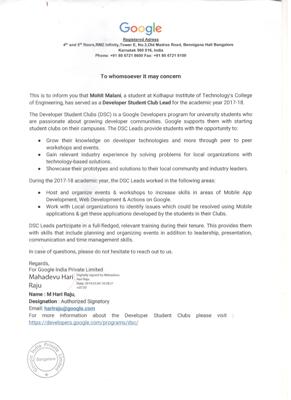 Google
Registered Adress
4th and 5th floors,RMZ Infinity,Tower E, No.3,Old Madras Road, Bennigana Hall Bangalore
Karnatak 560 016, India
Phone: +91 80 6721 8600 Fax: +91 80 6721 8100
To whomsoever it may concern
This is to inform you that Mohit Malani, a student at Kolhapur Institute of Technology's College
of Engineering, has served as a Developer Student Club Lead for the academic year 2017-18.
The Developer Student Clubs (DSC) is a Google Developers program for university students who
are passionate about growing developer communities. Google supports them with starting
student clubs on their campuses. The DSC Leads provide students with the opportunity to:
• Grow their knowledge on developer technologies and more through peer to peer
workshops and events.
• Gain relevant industry experience by solving problems for local organizations with
technology-based solutions.
• Showcase their prototypes and solutions to their local community and industry leaders.
During the 2017-18 academic year, the DSC Leads worked in the following areas:
• Host and organize events & workshops to increase skills in areas of Mobile App
Development, Web Development & Actions on Google.
• Work with Local organizations to identify issues which could be resolved using Mobile
applications & get these applications developed by the students in their Clubs.
DSC Leads participate in a full-fledged, relevant training during their tenure. This provides them
with skills that include planning and organizing events in addition to leadership, presentation,
communication and time management skills.
In case of questions, please do not hesitate to reach out to us.
Regards,
For Google India Private Limited
Mahadevu Hari
Raju
Digitally signed by Mahadevu
Hari Raju
Name : M Hari Raju,
Designation : Authorized Signatory
Email: hariraju@google.com
For more information about the Developer Student Clubs please visit :
https://developers.google.com/programs/dsc/
Google India Private Limited
Bangalore